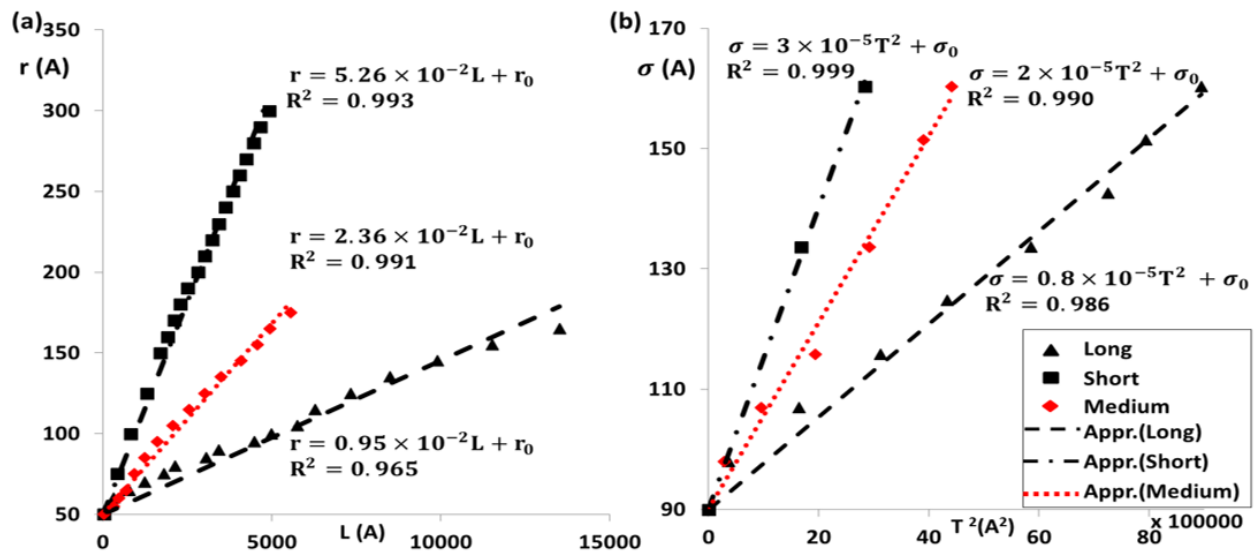 (a)
r (A)
350
300
250
200
150
100
50
0
5000
10000
15000
L (A)
r = 5.26 × 10⁻²L + r₀
R² = 0.993
r = 2.36 × 10⁻²L + r₀
R² = 0.991
r = 0.95 × 10⁻²L + r₀
R² = 0.965
(b)
σ (A)
170
150
130
110
90
0
20
40
60
80
T ²(A²)
x 100000
σ = 3 × 10⁻⁵T² + σ₀
R² = 0.999
σ = 2 × 10⁻⁵T² + σ₀
R² = 0.990
σ = 0.8 × 10⁻⁵T² + σ₀
R² = 0.986
Long
Short
Medium
Appr.(Long)
Appr.(Short)
Appr.(Medium)